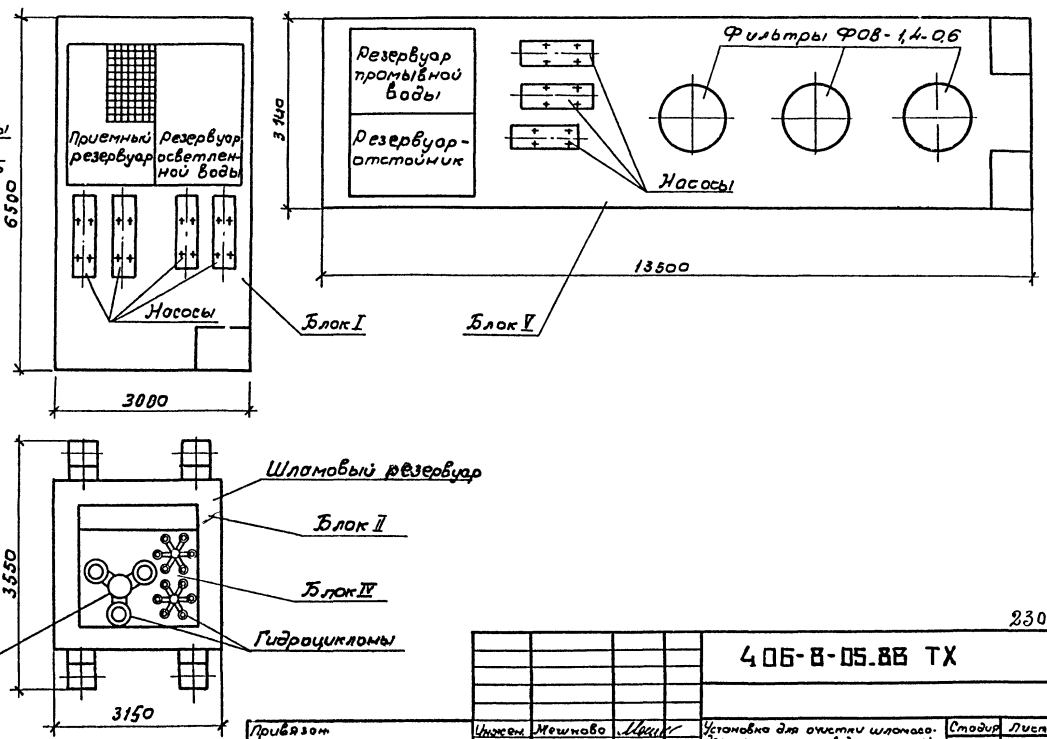 Резервуар
промывной
воды
Резервуар-
отстойник
Фильтры ФОВ-1,4-0,6
Насосы
3140
13500
Блок V
Приемный
резервуар
Резервуар
осветлен-
ной воды
6500
Насосы
Блок I
3000
Шламовый резервуар
Блок II
Блок IV
Гидроциклоны
3550
3150
230
406-8-05.88 ТХ
Привязан
Инжен. Мешково
Установка для очистки шламосо-
Стадия Лист